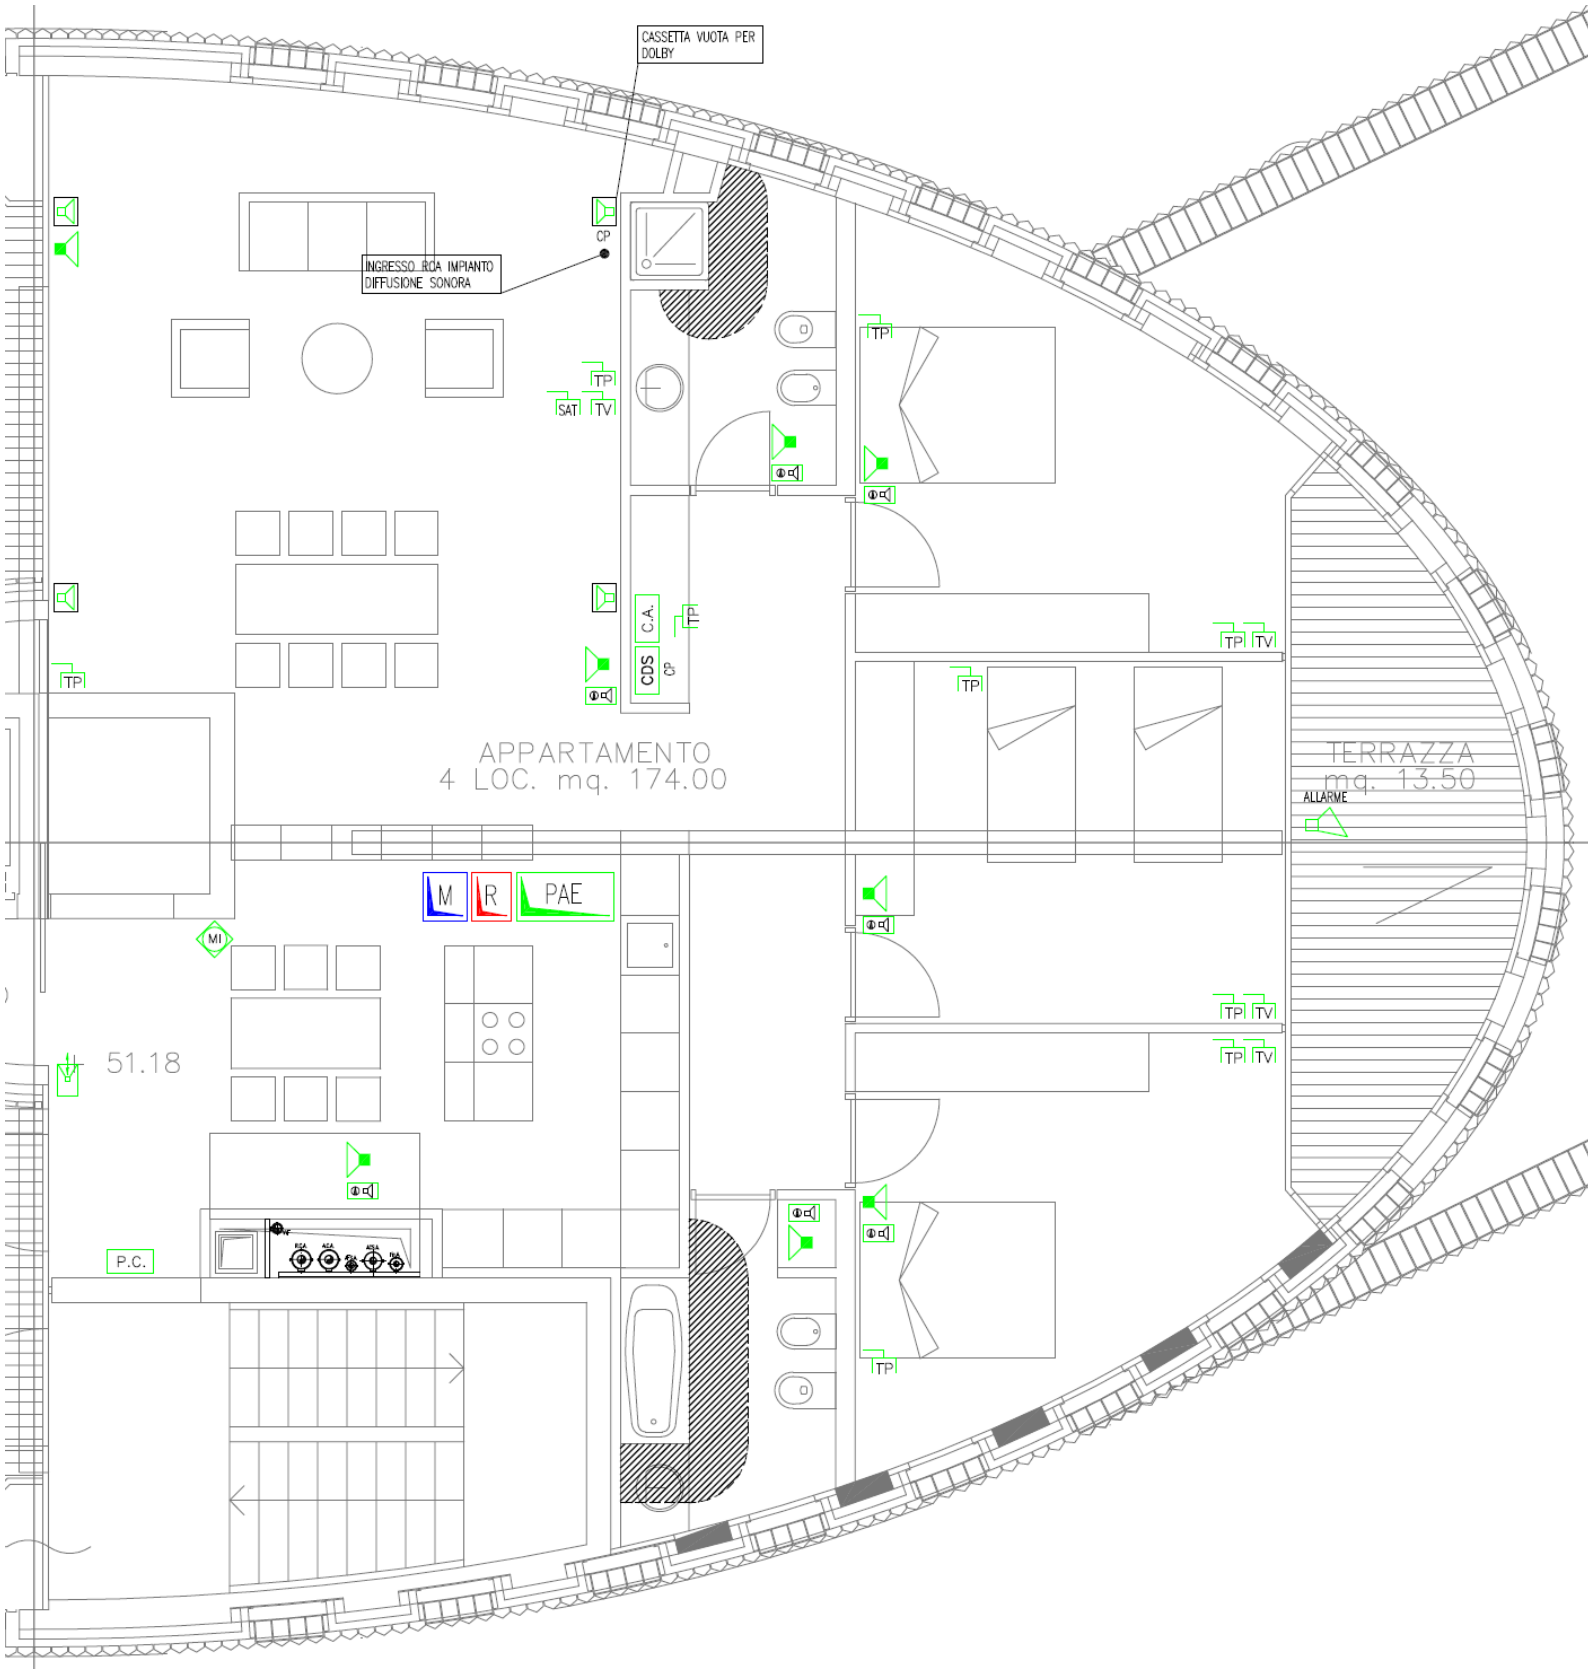 CASSETTA VUOTA PER
DOLBY
CP
INGRESSO RCA IMPIANTO
DIFFUSIONE SONORA
TP
TP
SAT
TV
C.A.
TP
CDS
CP
TP
TV
TP
TP
APPARTAMENTO
4 LOC. mq. 174.00
TERRAZZA
mq. 13.50
ALLARME
M
R
PAE
MI
TP
TV
TP
TV
51.18
P.C.
TP